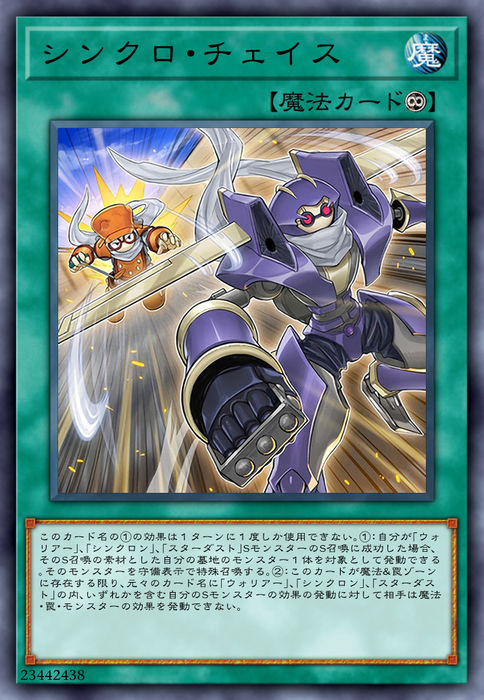 シンクロ・チェイス
魔
【魔法カード】
このカード名の①の効果は1ターンに1度しか使用できない。①:自分が「ウォ
リアー」、「シンクロン」、「スターダスト」SモンスターのS召喚に成功した場合、
そのS召喚の素材とした自分の墓地のモンスター1体を対象として発動できる
。そのモンスターを守備表示で特殊召喚する。②:このカードが魔法&罠ゾーン
に存在する限り、元々のカード名に「ウォリアー」、「シンクロン」、「スターダス
ト」の内、いずれかを含む自分のSモンスターの効果の発動に対して相手は魔法
・罠・モンスターの効果を発動できない。
23442438